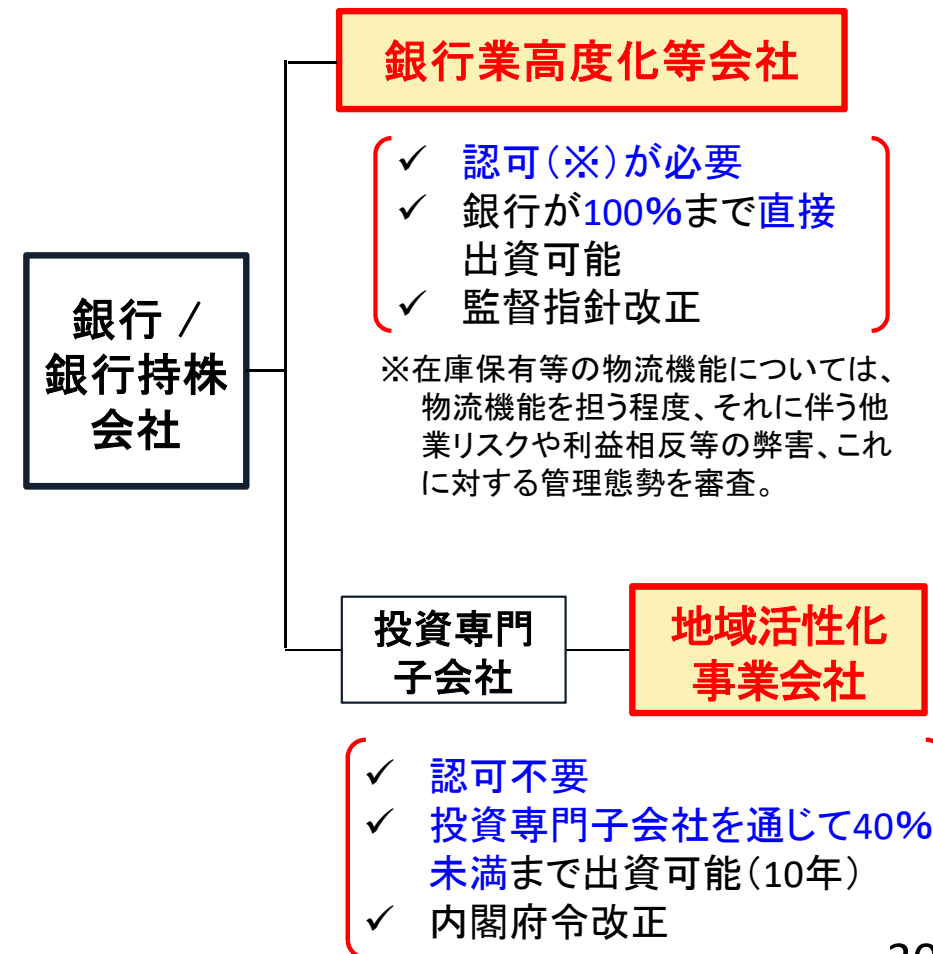 銀行業高度化等会社
✓ 認可(※)が必要
✓ 銀行が100%まで直接
出資可能
✓ 監督指針改正
銀行 /
銀行持株
会社
※在庫保有等の物流機能については、
物流機能を担う程度、それに伴う他
業リスクや利益相反等の弊害、これ
に対する管理態勢を審査。
投資専門
子会社
地域活性化
事業会社
✓ 認可不要
✓ 投資専門子会社を通じて40%
未満まで出資可能(10年)
✓ 内閣府令改正